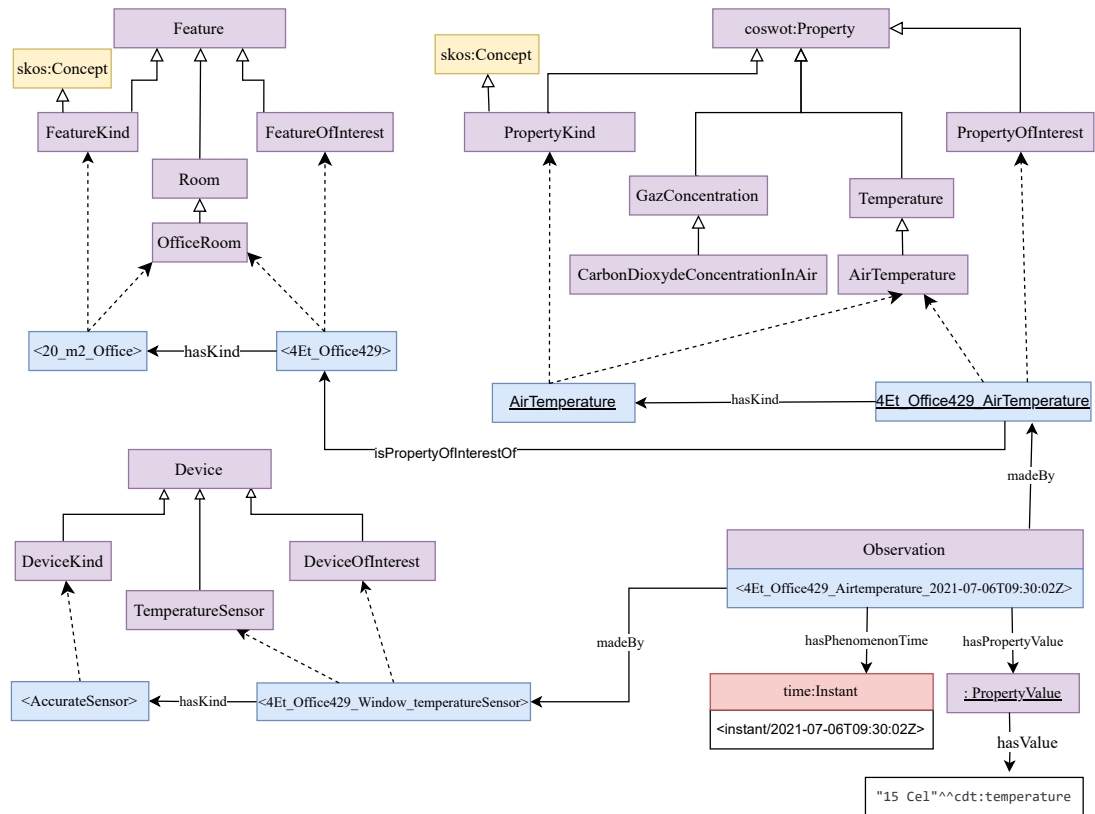 Feature
coswot:Property
skos:Concept
skos:Concept
FeatureKind
FeatureOfInterest
PropertyKind
PropertyOfInterest
Room
GazConcentration
Temperature
OfficeRoom
CarbonDioxydeConcentrationInAir
AirTemperature
<20_m2_Office>
hasKind
<4Et_Office429>
AirTemperature
hasKind
4Et_Office429_AirTemperature
isPropertyOfInterestOf
Device
madeBy
DeviceKind
DeviceOfInterest
Observation
<4Et_Office429_Airtemperature_2021-07-06T09:30:02Z>
TemperatureSensor
madeBy
hasPhenomenonTime
hasPropertyValue
<AccurateSensor>
hasKind
<4Et_Office429_Window_temperatureSensor>
time:Instant
<instant/2021-07-06T09:30:02Z>
: PropertyValue
hasValue
"15 Cel"^^cdt:temperature